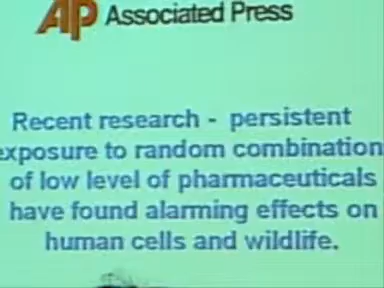 AP Associated Press
Recent research - persistent
exposure to random combination
of low level of pharmaceuticals
have found alarming effects on
human cells and wildlife.